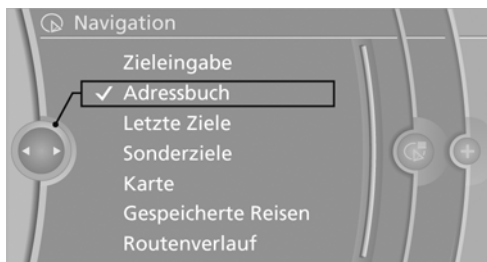 Navigation
Zieleingabe
Adressbuch
Letzte Ziele
Sonderziele
Karte
Gespeicherte Reisen
Routenverlauf